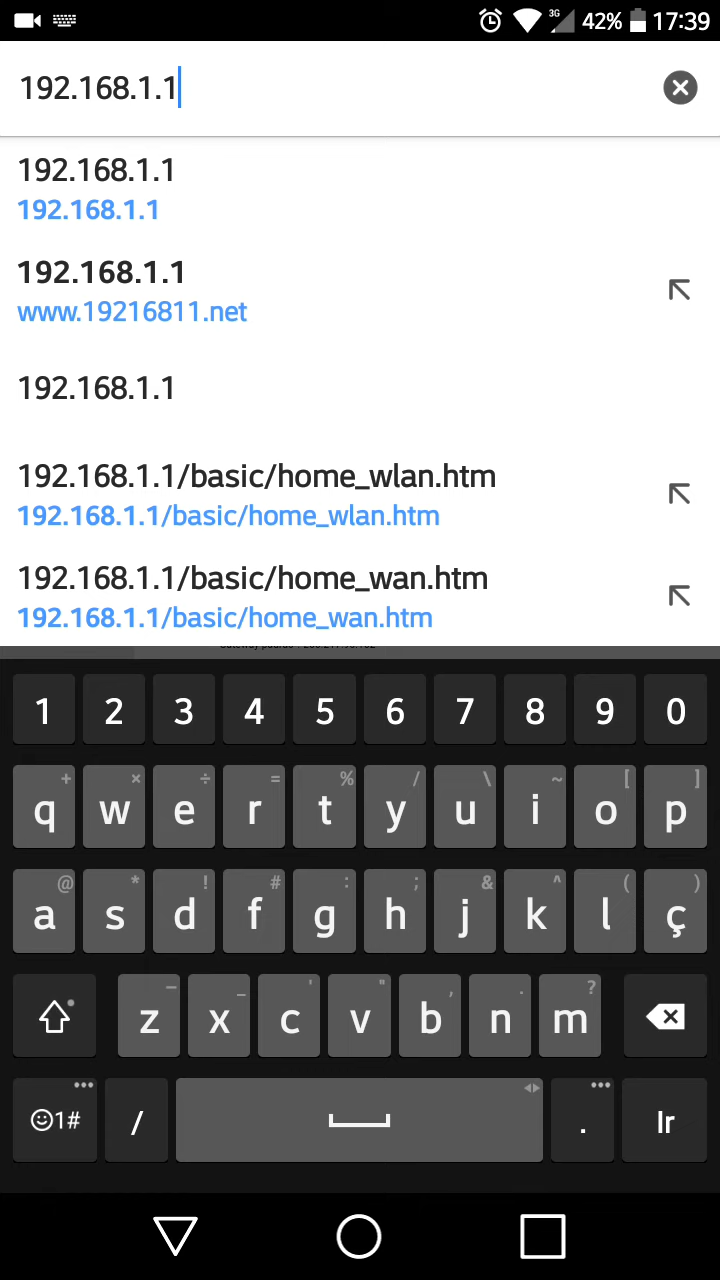 3G 42% 17:39
192.168.1.1
192.168.1.1
192.168.1.1
192.168.1.1
www.19216811.net
192.168.1.1
192.168.1.1/basic/home_wlan.htm
192.168.1.1/basic/home_wlan.htm
192.168.1.1/basic/home_wan.htm
192.168.1.1/basic/home_wan.htm
1 2 3 4 5 6 7 8 9 0
+ × ÷ = % / \ ~ [ ]
q w e r t y u i o p
@ * ! # : ; & ^ ( )
a s d f g h j k l ç
– _ ' " , . ?
z x c v b n m
1# / . Ir